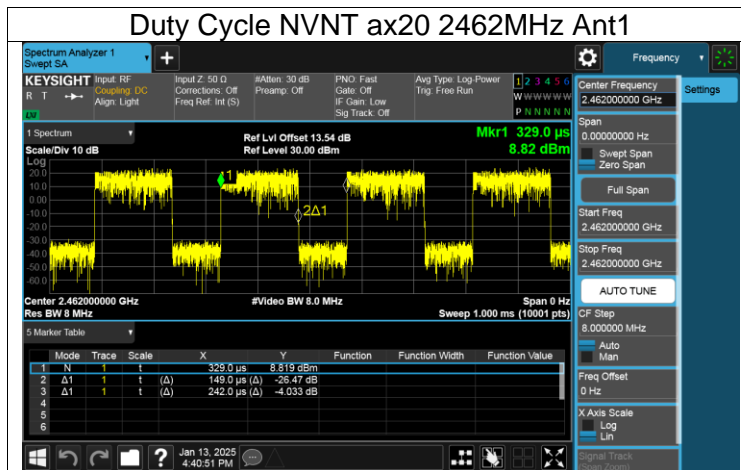 Duty Cycle NVNT ax20 2462MHz Ant1
Spectrum Analyzer 1
Swept SA
Frequency
KEYSIGHT
R T
LXI
Input: RF
Coupling: DC
Align: Light
Input Z: 50 Ω
Corrections: Off
Freq Ref: Int (S)
#Atten: 30 dB
Preamp: Off
PNO: Fast
Gate: Off
IF Gain: Low
Sig Track: Off
Avg Type: Log-Power
Trig: Free Run
1 2 3 4 5 6
W W W W W W
P N N N N N
Center Frequency
2.462000000 GHz
Settings
Span
0.00000000 Hz
Swept Span
Zero Span
Full Span
Start Freq
2.462000000 GHz
Stop Freq
2.462000000 GHz
AUTO TUNE
CF Step
8.000000 MHz
Auto
Man
Freq Offset
0 Hz
X Axis Scale
Log
Lin
Signal Track
(Span Zoom)
1 Spectrum
Scale/Div 10 dB
Ref Lvl Offset 13.54 dB
Ref Level 30.00 dBm
Mkr1 329.0 µs
8.82 dBm
Log
20.0
10.0
0.00
-10.0
-20.0
-30.0
-40.0
-50.0
-60.0
1
2Δ1
Center 2.462000000 GHz
Res BW 8 MHz
#Video BW 8.0 MHz
Span 0 Hz
Sweep 1.000 ms (10001 pts)
5 Marker Table
Mode Trace Scale X Y Function Function Width Function Value
1 N 1 t 329.0 µs 8.819 dBm
2 Δ1 1 t (Δ) 149.0 µs (Δ) -26.47 dB
3 Δ1 1 t (Δ) 242.0 µs (Δ) -4.033 dB
4
5
6
Jan 13, 2025
4:40:51 PM